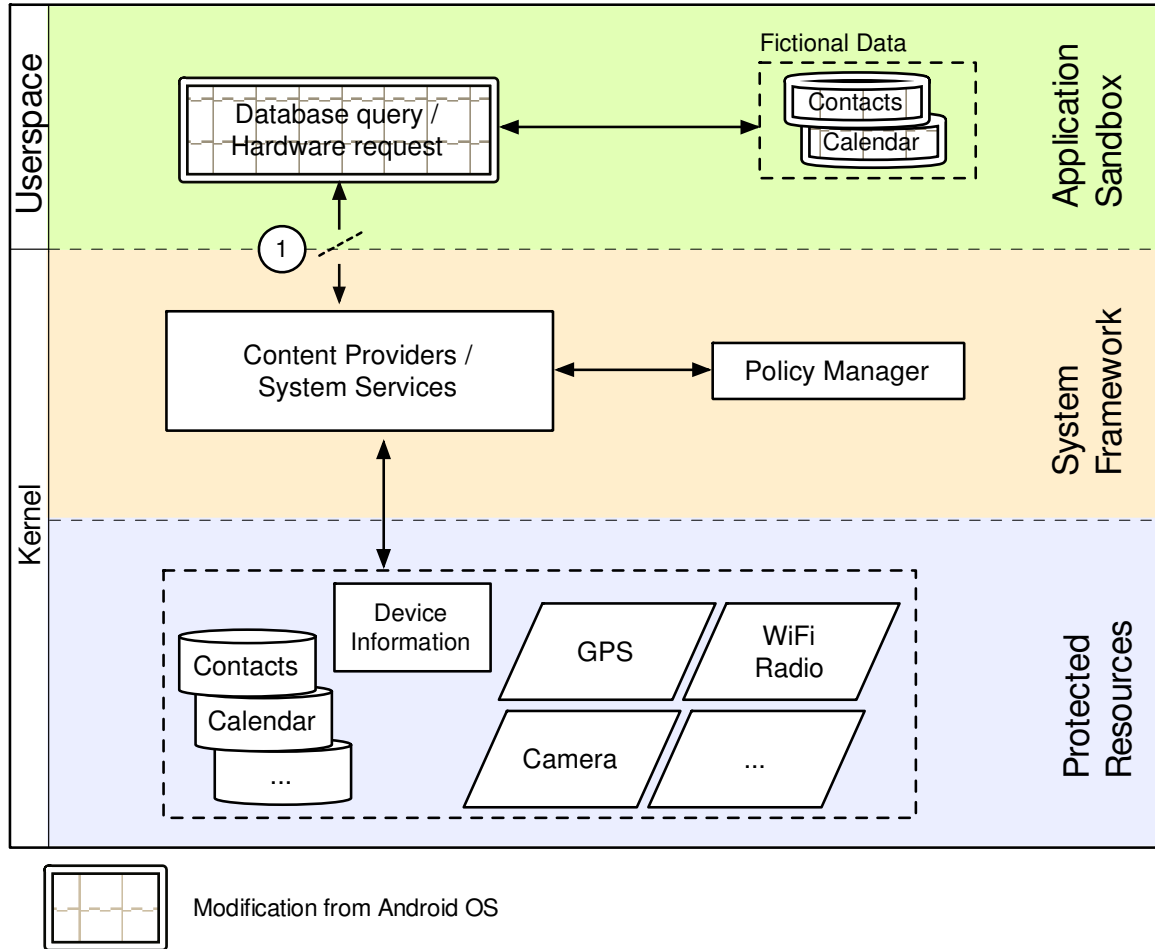 Userspace
Fictional Data
Contacts
Calendar
Database query /
Hardware request
Application
Sandbox
1
Content Providers /
System Services
Policy Manager
System
Framework
Kernel
Device
Information
Contacts
Calendar
...
GPS
WiFi
Radio
Camera
...
Protected
Resources
Modification from Android OS